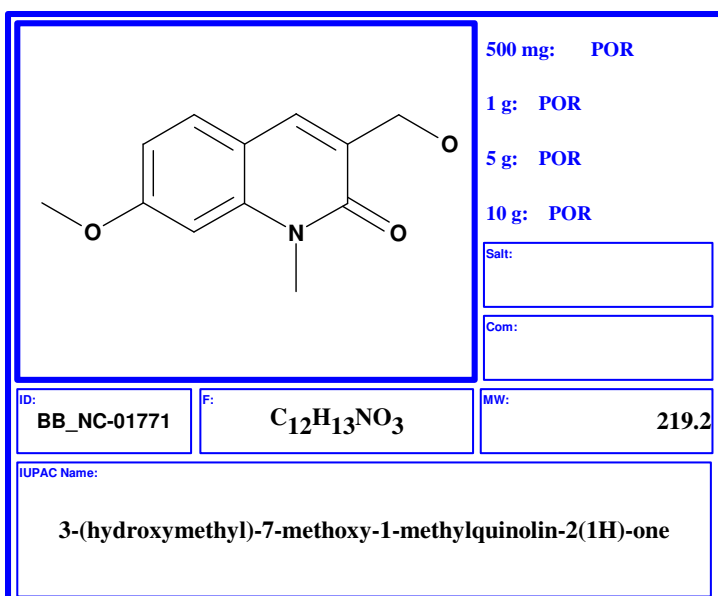 500 mg: POR
1 g: POR
5 g: POR
10 g: POR
O
O
N
O
Salt:
Com:
ID:
BB_NC-01771
F:
C12H13NO3
MW:
219.2
IUPAC Name:
3-(hydroxymethyl)-7-methoxy-1-methylquinolin-2(1H)-one